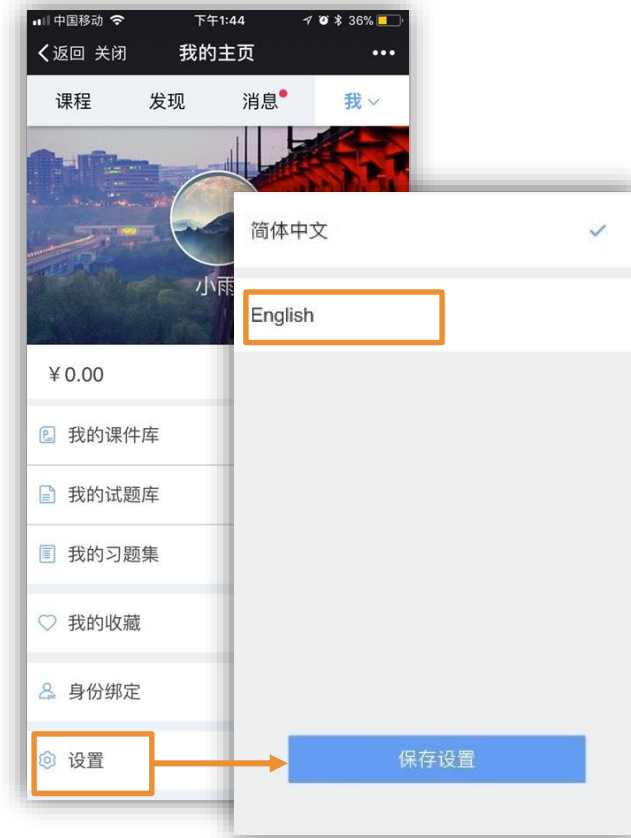 中国移动 下午1:44 36%
返回 关闭 我的主页
课程 发现 消息 我
小雨
¥0.00
我的课件库
我的试题库
我的习题集
我的收藏
身份绑定
设置
简体中文
English
保存设置